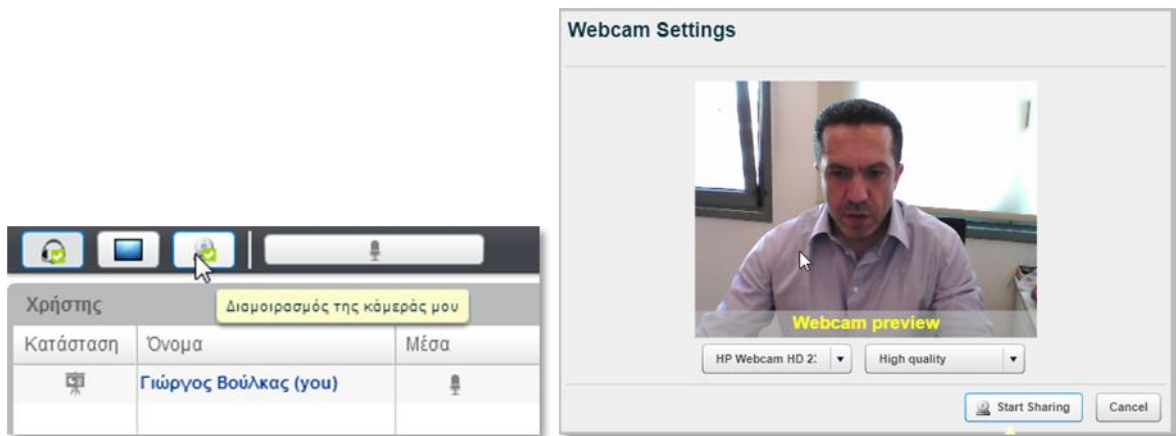 Διαμοιρασμός της κάμεράς μου
Χρήστης
Κατάσταση Όνομα Μέσα
Γιώργος Βούλκας (you)
Webcam Settings
Webcam preview
HP Webcam HD 2:
High quality
Start Sharing
Cancel